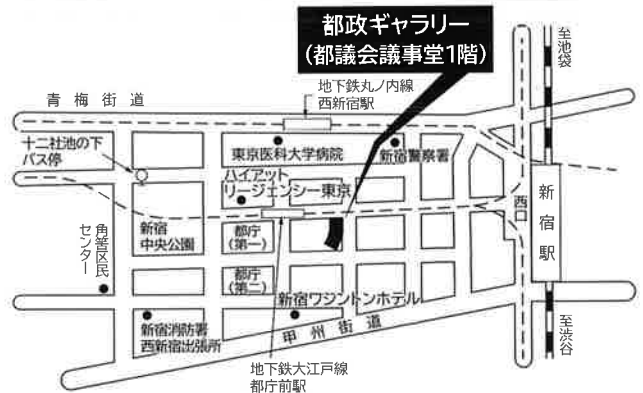 都政ギャラリー
(都議会議事堂1階)
至池袋
地下鉄丸ノ内線
西新宿駅
青梅街道
十二社池の下
バス停
東京医科大学病院
新宿警察署
ハイアット
リージェンシー東京
西口
新宿駅
新宿
中央公園
都庁
(第一)
角筈区民
センター
都庁
(第二)
新宿ワシントンホテル
新宿消防署
西新宿出張所
甲州街道
至渋谷
地下鉄大江戸線
都庁前駅